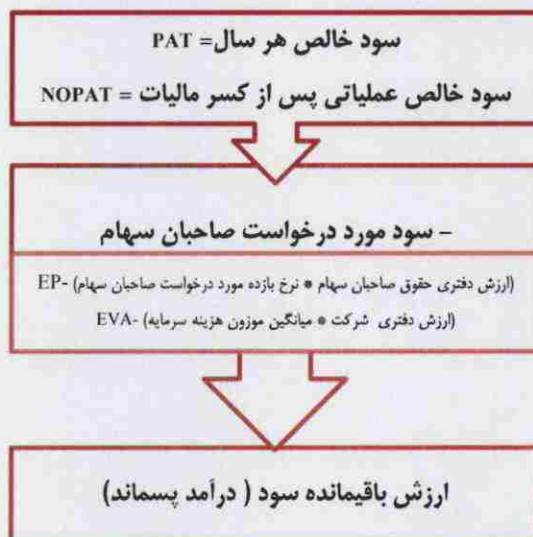 سود خالص هر سال= PAT
سود خالص عملیاتی پس از کسر مالیات = NOPAT
– سود مورد درخواست صاحبان سهام
(ارزش دفتری حقوق صاحبان سهام * نرخ بازده مورد درخواست صاحبان سهام) -EP
(ارزش دفتری شرکت * میانگین موزون هزینه سرمایه) -EVA
ارزش باقیمانده سود ( درآمد پسماند)